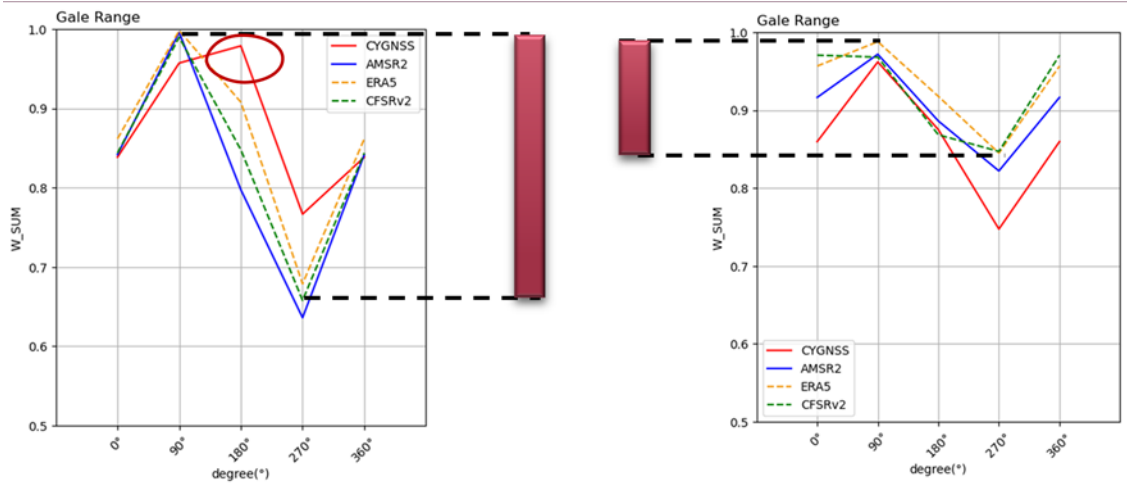 Gale Range
1.0
0.9
0.8
0.7
0.6
0.5
W_SUM
CYGNSS
AMSR2
ERA5
CFSRv2
0°
90°
180°
270°
360°
degree(°)
Gale Range
1.0
0.9
0.8
0.7
0.6
0.5
W_SUM
CYGNSS
AMSR2
ERA5
CFSRv2
0°
90°
180°
270°
360°
degree(°)